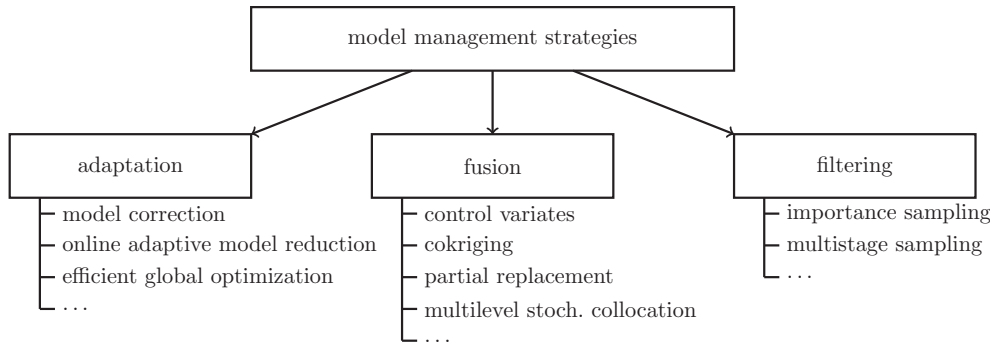 model management strategies
adaptation
model correction
online adaptive model reduction
efficient global optimization
· · ·
fusion
control variates
cokriging
partial replacement
multilevel stoch. collocation
· · ·
filtering
importance sampling
multistage sampling
· · ·